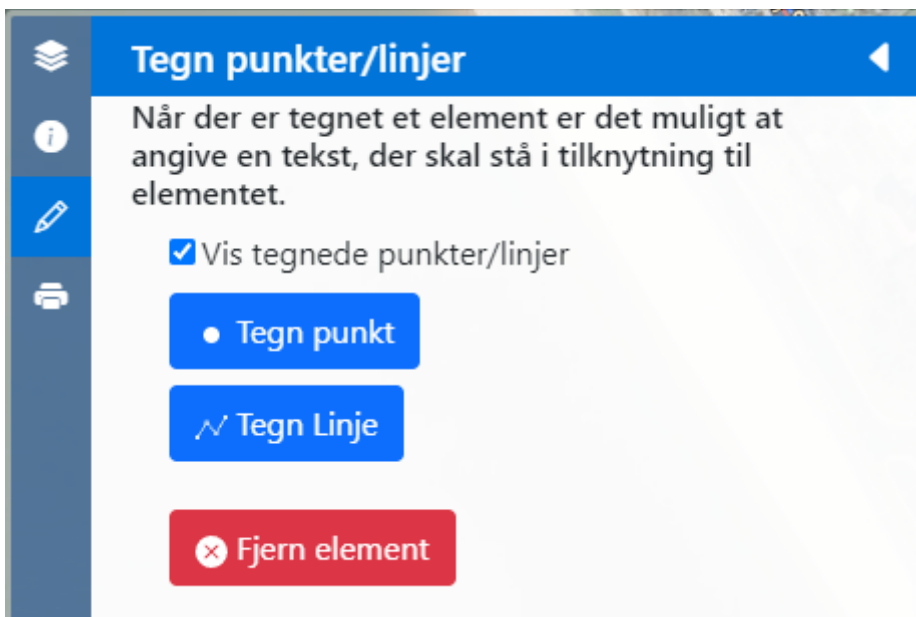 Tegn punkter/linjer
Når der er tegnet et element er det muligt at
angive en tekst, der skal stå i tilknytning til
elementet.
Vis tegnede punkter/linjer
Tegn punkt
Tegn Linje
Fjern element